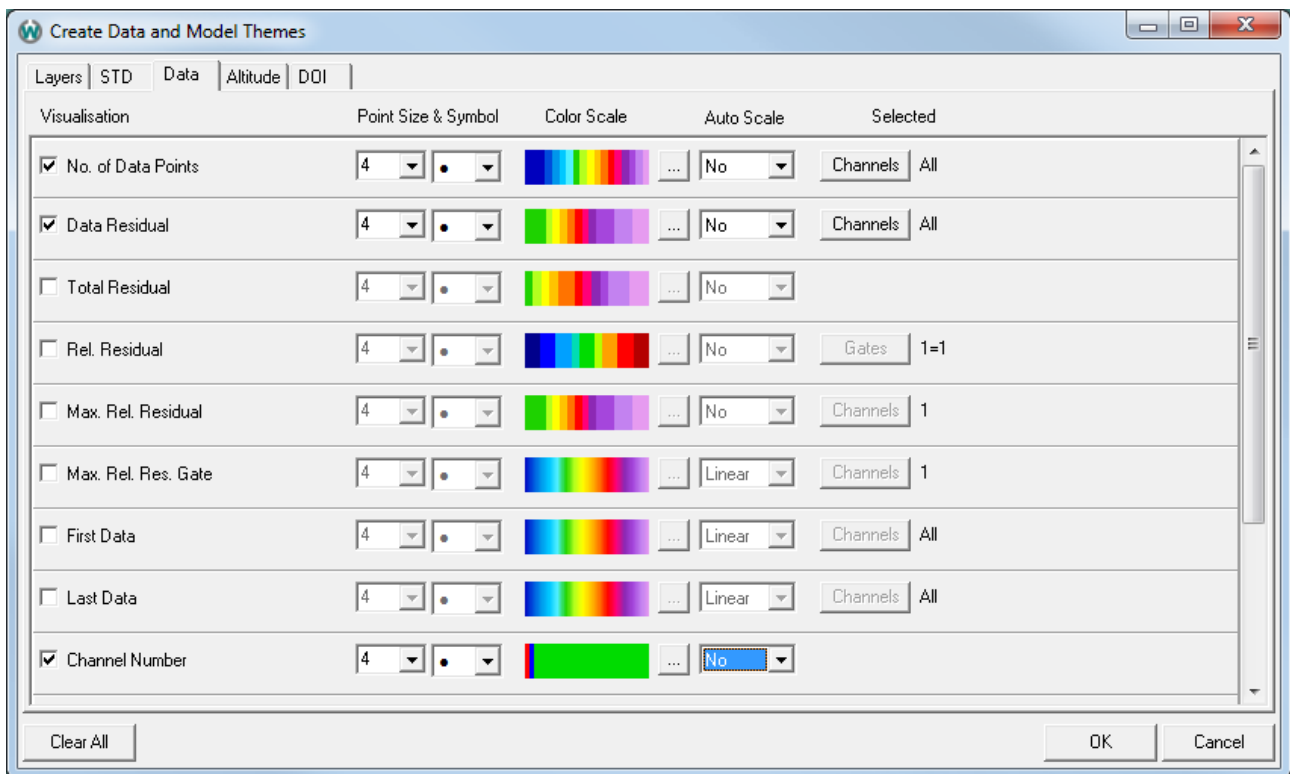 Create Data and Model Themes
Layers STD Data Altitude DOI
Visualisation Point Size & Symbol Color Scale Auto Scale Selected
No. of Data Points 4 ... No Channels All
Data Residual 4 ... No Channels All
Total Residual 4 ... No
Rel. Residual 4 ... No Gates 1=1
Max. Rel. Residual 4 ... No Channels 1
Max. Rel. Res. Gate 4 ... Linear Channels 1
First Data 4 ... Linear Channels All
Last Data 4 ... Linear Channels All
Channel Number 4 ... No
Clear All OK Cancel